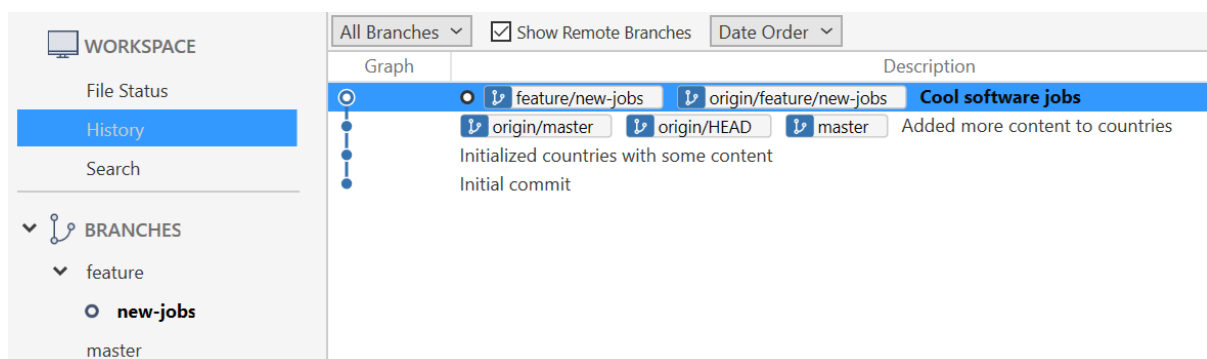 WORKSPACE
File Status
History
Search
BRANCHES
feature
new-jobs
master
All Branches Show Remote Branches Date Order
Graph Description
feature/new-jobs origin/feature/new-jobs Cool software jobs
origin/master origin/HEAD master Added more content to countries
Initialized countries with some content
Initial commit